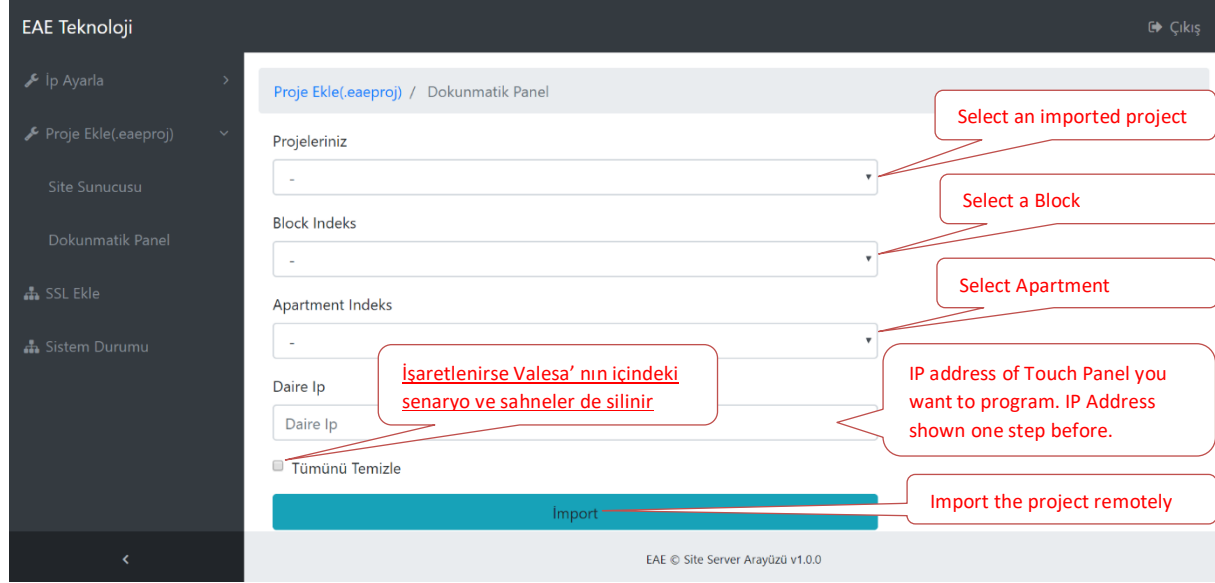 EAE Teknoloji
Çıkış
İp Ayarla
Proje Ekle(.eaeproj)
Site Sunucusu
Dokunmatik Panel
SSL Ekle
Sistem Durumu
Proje Ekle(.eaeproj) / Dokunmatik Panel
Select an imported project
Projeleriniz
-
Select a Block
Block Indeks
-
Select Apartment
Apartment Indeks
-
İşaretlenirse Valesa’ nın içindeki
senaryo ve sahneler de silinir
IP address of Touch Panel you
want to program. IP Address
shown one step before.
Daire Ip
Daire Ip
Tümünü Temizle
Import the project remotely
İmport
EAE © Site Server Arayüzü v1.0.0